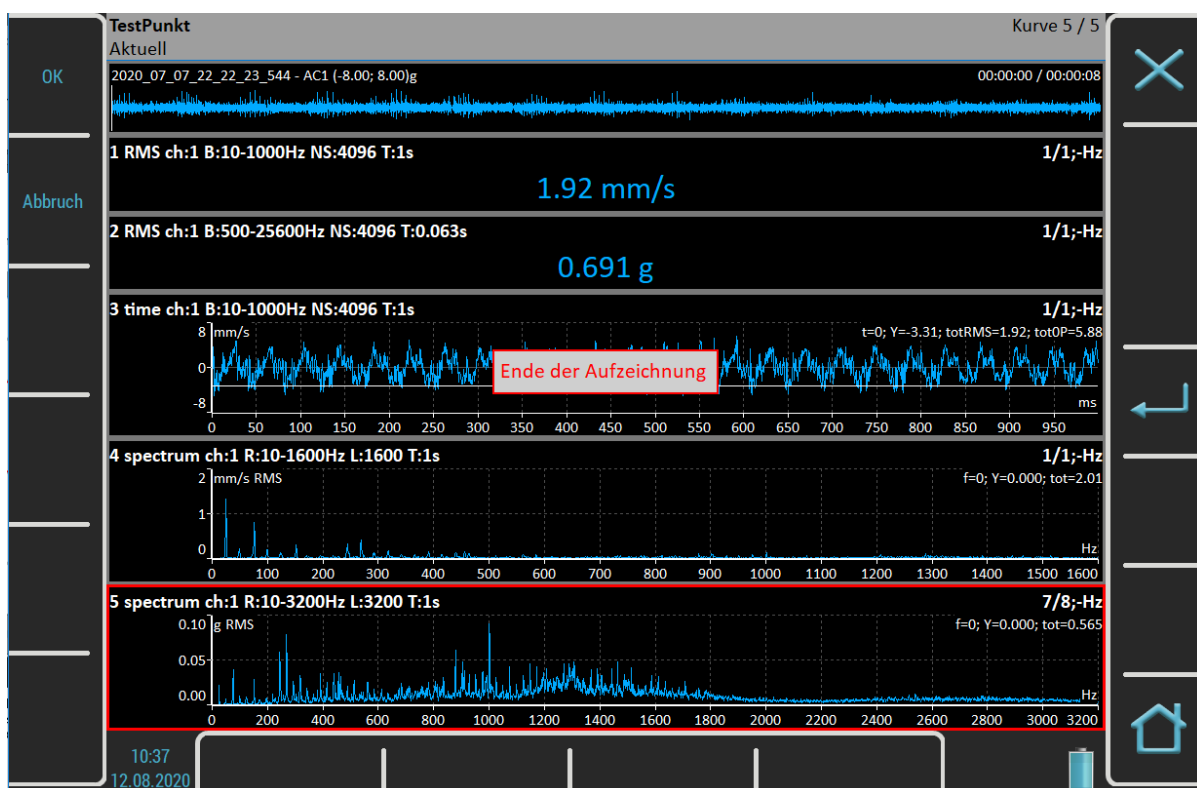 TestPunkt
Kurve 5 / 5
Aktuell
OK
Abbruch
2020_07_07_22_22_23_544 - AC1 (-8.00; 8.00)g
00:00:00 / 00:00:08
1 RMS ch:1 B:10-1000Hz NS:4096 T:1s
1/1;-Hz
1.92 mm/s
2 RMS ch:1 B:500-25600Hz NS:4096 T:0.063s
1/1;-Hz
0.691 g
3 time ch:1 B:10-1000Hz NS:4096 T:1s
1/1;-Hz
8 mm/s
t=0; Y=-3.31; totRMS=1.92; tot0P=5.88
0
Ende der Aufzeichnung
-8
ms
0 50 100 150 200 250 300 350 400 450 500 550 600 650 700 750 800 850 900 950
4 spectrum ch:1 R:10-1600Hz L:1600 T:1s
1/1;-Hz
2 mm/s RMS
f=0; Y=0.000; tot=2.01
1
0
Hz
0 100 200 300 400 500 600 700 800 900 1000 1100 1200 1300 1400 1500 1600
5 spectrum ch:1 R:10-3200Hz L:3200 T:1s
7/8;-Hz
0.10 g RMS
f=0; Y=0.000; tot=0.565
0.05
0.00
Hz
0 200 400 600 800 1000 1200 1400 1600 1800 2000 2200 2400 2600 2800 3000 3200
10:37
12.08.2020